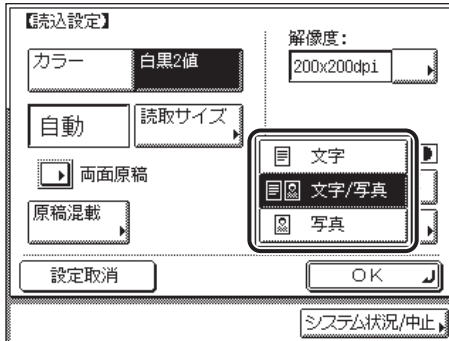 【読込設定】
解像度:
カラー
白黒2値
200x200dpi
自動
読取サイズ
文字
文字/写真
写真
両面原稿
原稿混載
設定取消
OK
システム状況/中止